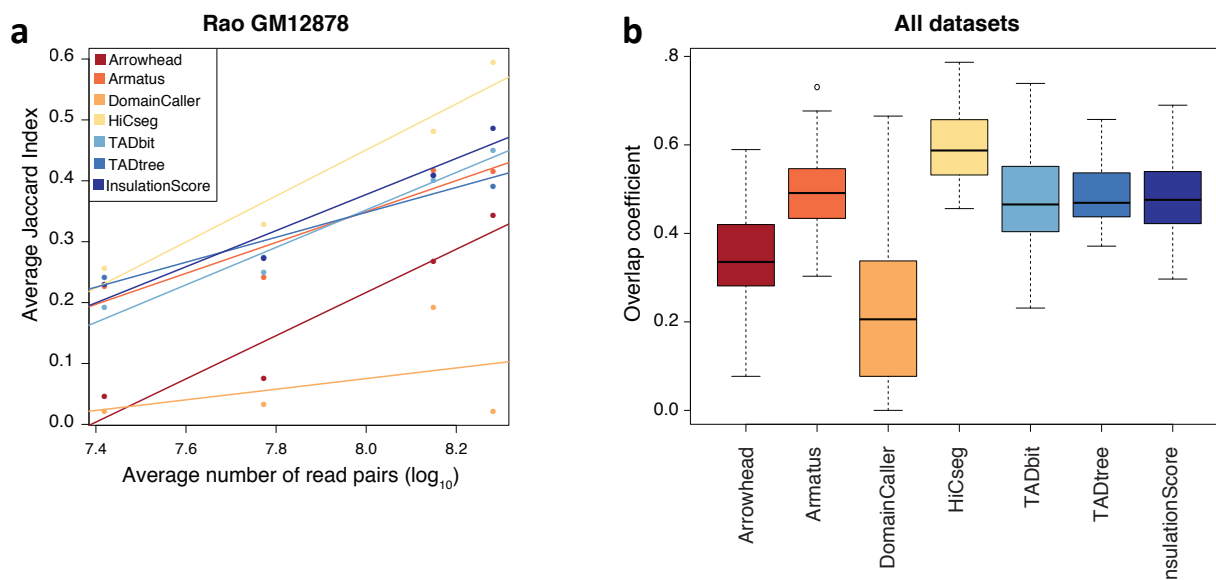 a
Rao GM12878
Average Jaccard Index
0.6
0.5
0.4
0.3
0.2
0.1
0.0
Arrowhead
Armatus
DomainCaller
HiCseg
TADbit
TADtree
InsulationScore
7.4
7.6
7.8
8.0
8.2
Average number of read pairs (log10)
b
All datasets
Overlap coefficient
.8
0.6
0.4
0.2
0.0
Arrowhead
Armatus
DomainCaller
HiCseg
TADbit
TADtree
nsulationScore